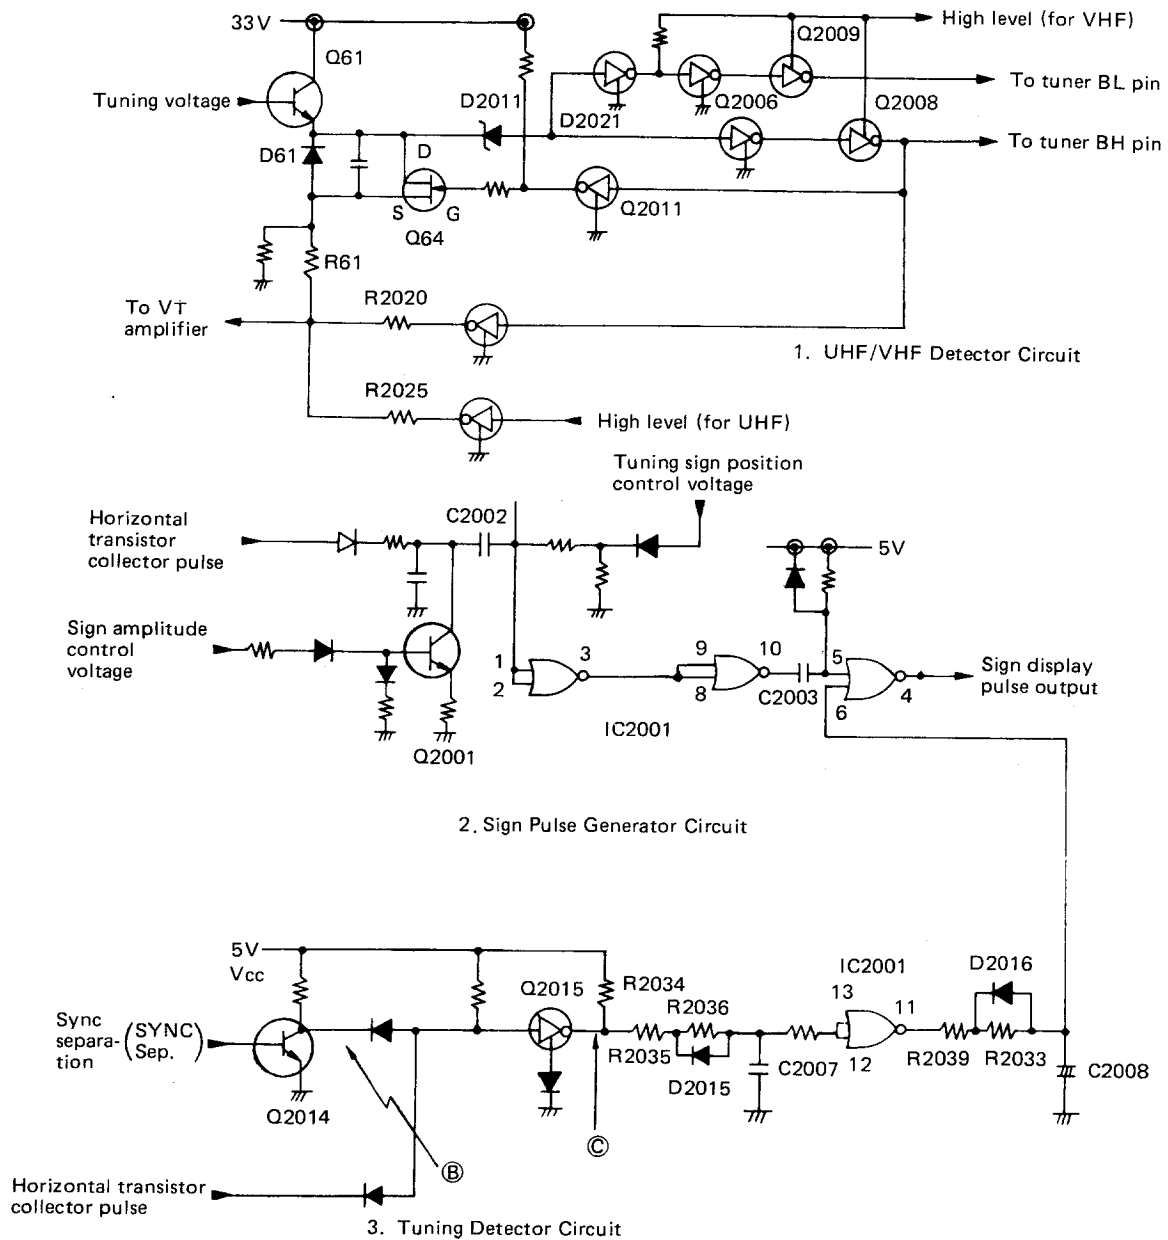 33V
High level (for VHF)
Q2009
Q61
Tuning voltage
D2011
D2021
Q2006
Q2008
To tuner BL pin
To tuner BH pin
D61
D
S
G
Q64
Q2011
R61
To VT
amplifier
R2020
1. UHF/VHF Detector Circuit
R2025
High level (for UHF)
Tuning sign position
control voltage
Horizontal
transistor
collector pulse
C2002
5V
Sign amplitude
control
voltage
1
2
3
9
8
10
C2003
5
6
4
Sign display
pulse output
IC2001
Q2001
2. Sign Pulse Generator Circuit
5V
Vcc
Sync
separa-
tion
(SYNC)
Sep.
Q2014
Q2015
R2034
R2036
R2035
D2015
C2007
IC2001
13
12
11
D2016
R2039
R2033
C2008
B
C
Horizontal transistor
collector pulse
3. Tuning Detector Circuit